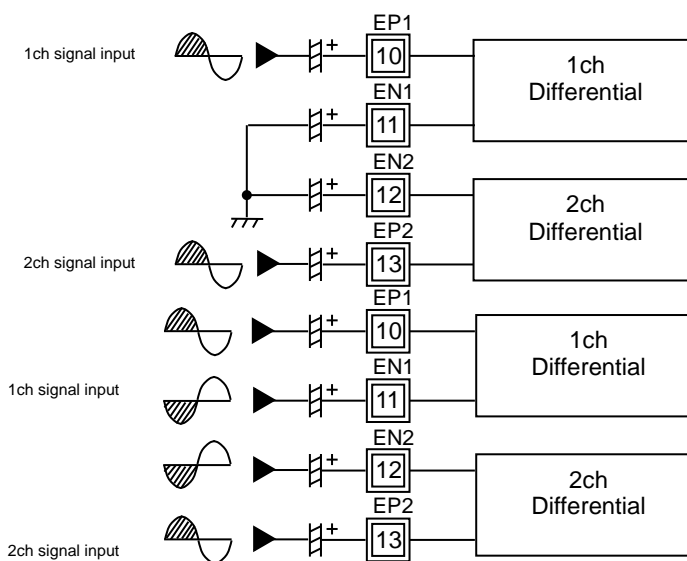 EP1
1ch signal input
+
10
1ch
Differential
EN1
+
11
EN2
+
12
2ch
Differential
EP2
2ch signal input
+
13
EP1
+
10
1ch
Differential
EN1
1ch signal input
+
11
EN2
+
12
2ch
Differential
EP2
+
13
2ch signal input